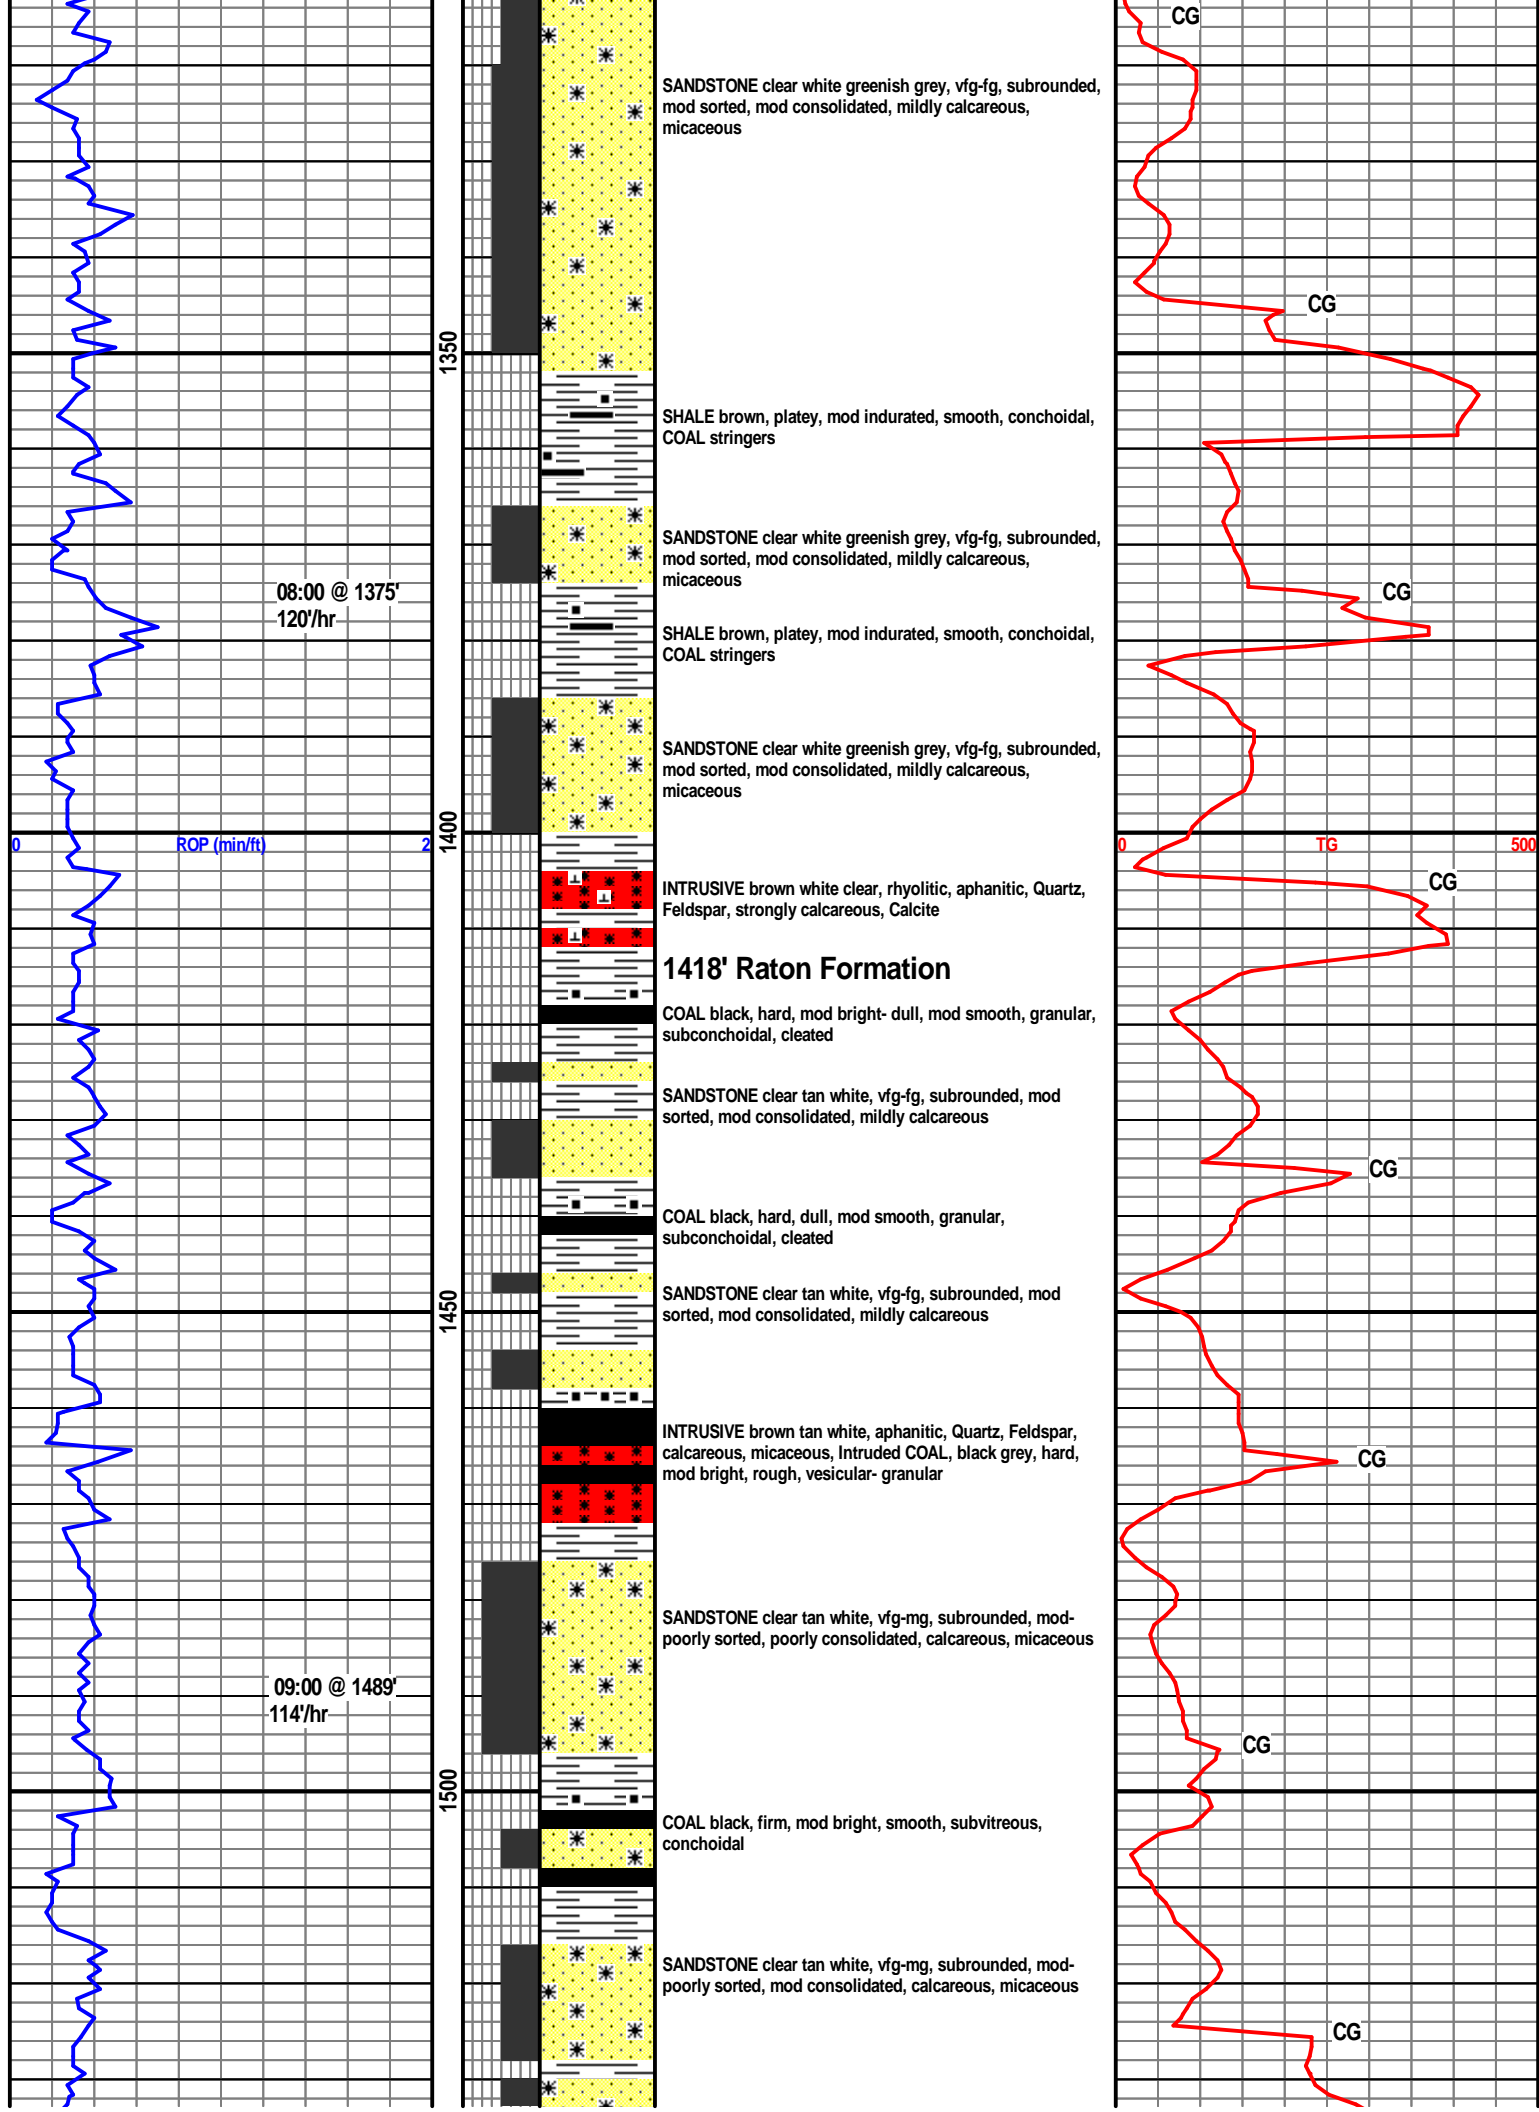 CG
SANDSTONE clear white greenish grey, vfg-fg, subrounded,
mod sorted, mod consolidated, mildly calcareous,
micaceous
CG
1350
SHALE brown, platey, mod indurated, smooth, conchoidal,
COAL stringers
SANDSTONE clear white greenish grey, vfg-fg, subrounded,
mod sorted, mod consolidated, mildly calcareous,
micaceous
08:00 @ 1375'
120'/hr
CG
SHALE brown, platey, mod indurated, smooth, conchoidal,
COAL stringers
SANDSTONE clear white greenish grey, vfg-fg, subrounded,
mod sorted, mod consolidated, mildly calcareous,
micaceous
0 ROP (min/ft) 2
1400
0 TG 500
CG
INTRUSIVE brown white clear, rhyolitic, aphanitic, Quartz,
Feldspar, strongly calcareous, Calcite
1418' Raton Formation
COAL black, hard, mod bright- dull, mod smooth, granular,
subconchoidal, cleated
SANDSTONE clear tan white, vfg-fg, subrounded, mod
sorted, mod consolidated, mildly calcareous
CG
COAL black, hard, dull, mod smooth, granular,
subconchoidal, cleated
SANDSTONE clear tan white, vfg-fg, subrounded, mod
sorted, mod consolidated, mildly calcareous
1450
INTRUSIVE brown tan white, aphanitic, Quartz, Feldspar,
calcareous, micaceous, Intruded COAL, black grey, hard,
mod bright, rough, vesicular- granular
CG
SANDSTONE clear tan white, vfg-mg, subrounded, mod-
poorly sorted, poorly consolidated, calcareous, micaceous
09:00 @ 1489'
114'/hr
CG
1500
COAL black, firm, mod bright, smooth, subvitreous,
conchoidal
SANDSTONE clear tan white, vfg-mg, subrounded, mod-
poorly sorted, mod consolidated, calcareous, micaceous
CG